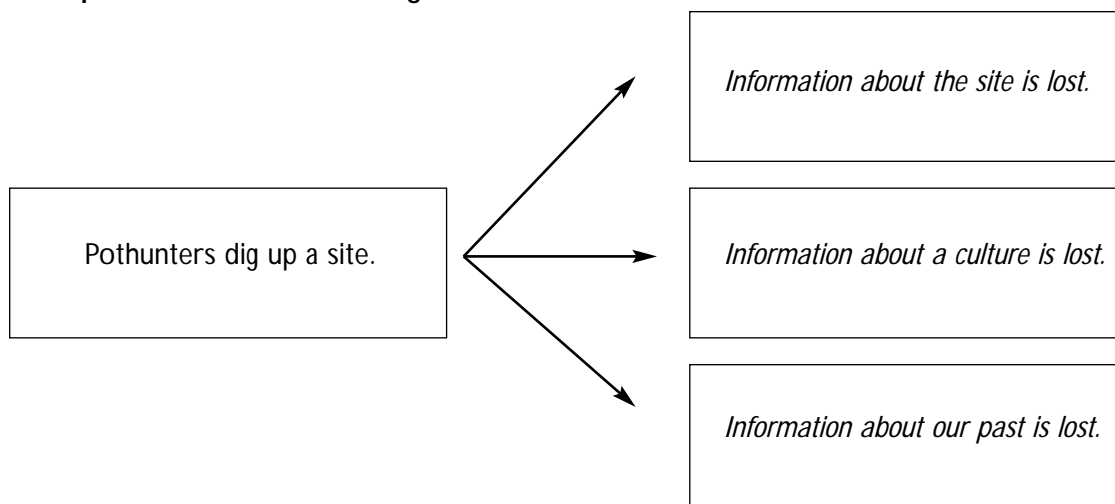 Information about the site is lost.
Pothunters dig up a site.
Information about a culture is lost.
Information about our past is lost.